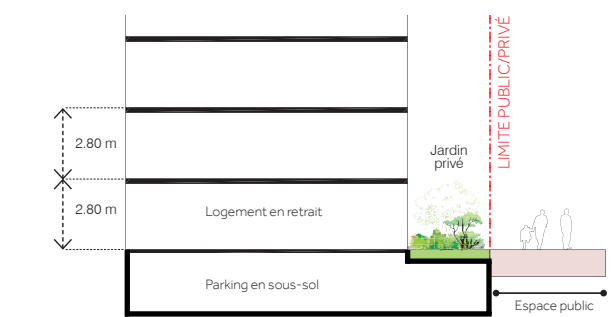 LIMITE PUBLIC/PRIVÉ
2.80 m
Jardin
privé
2.80 m
Logement en retrait
Parking en sous-sol
Espace public